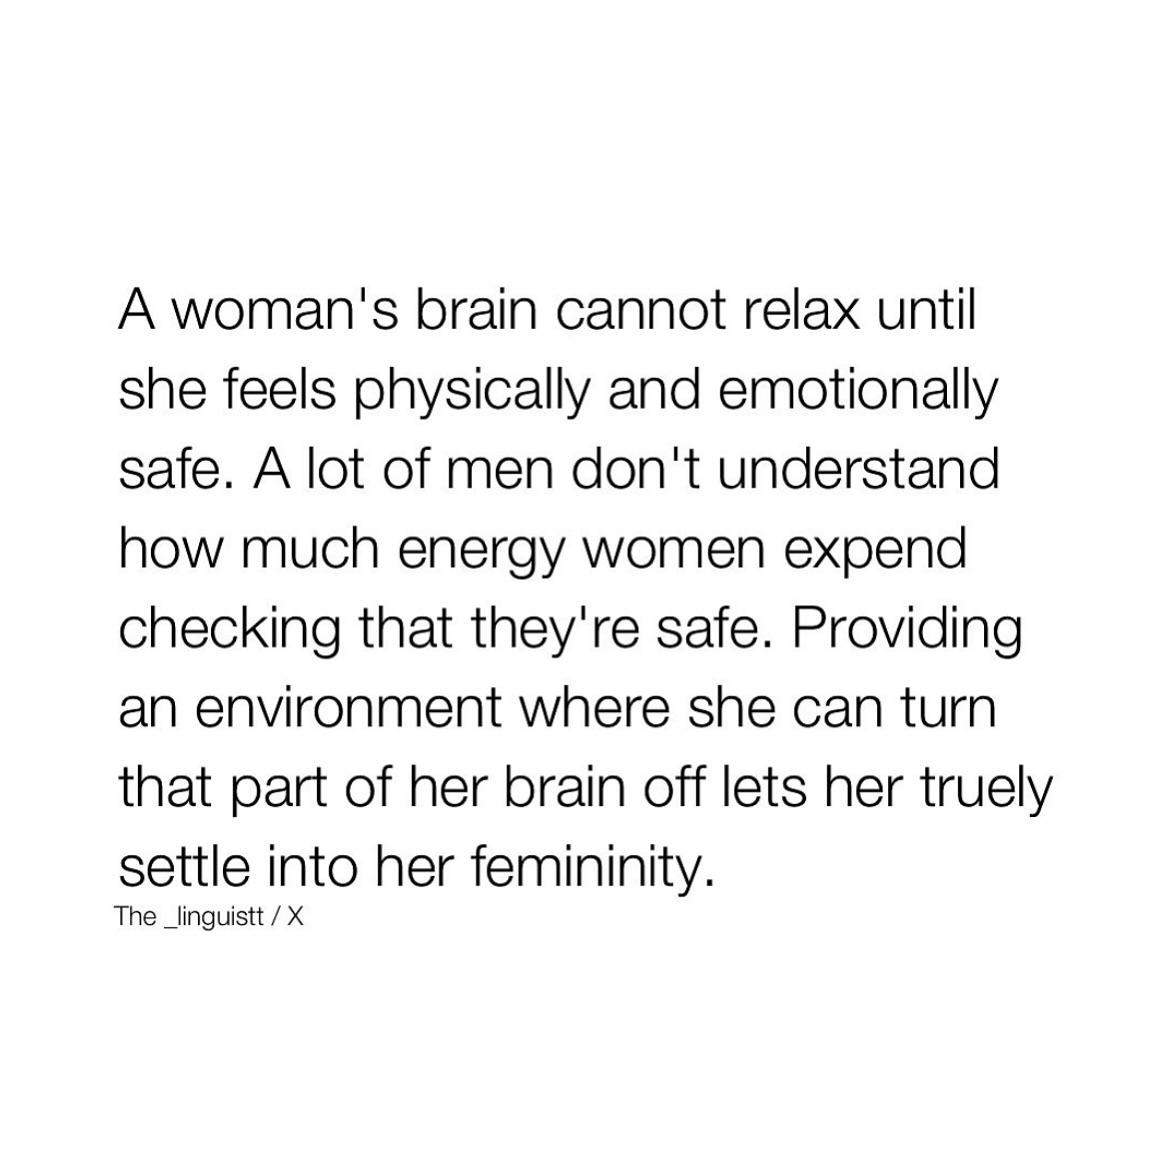 A woman's brain cannot relax until
she feels physically and emotionally
safe. A lot of men don't understand
how much energy women expend
checking that they're safe. Providing
an environment where she can turn
that part of her brain off lets her truely
settle into her femininity.
The _linguistt / X